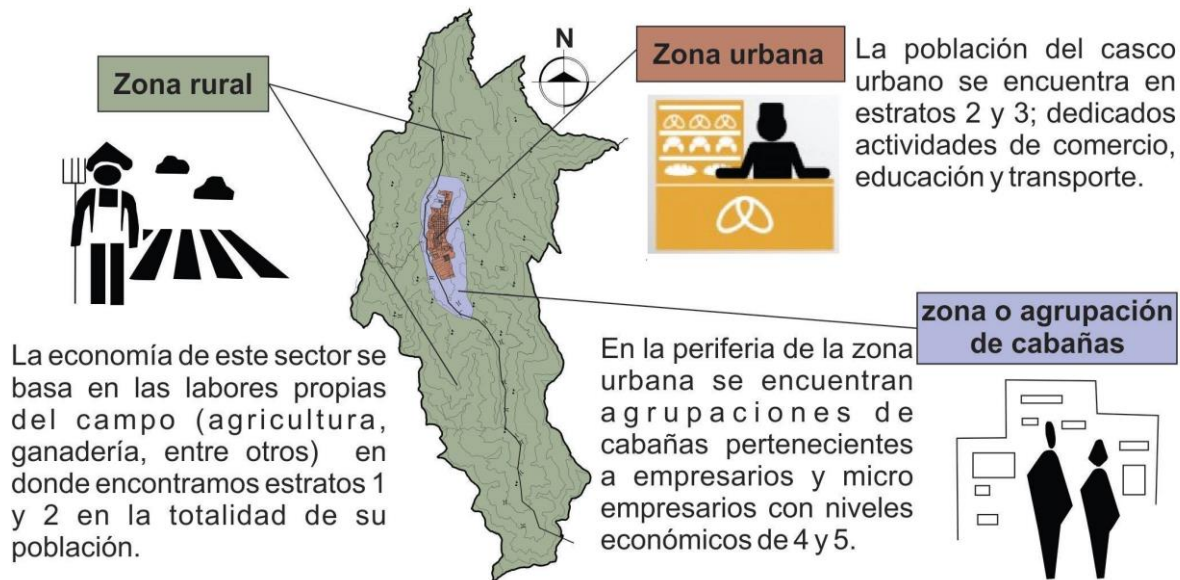 Zona rural
N
Zona urbana
La población del casco
urbano se encuentra en
estratos 2 y 3; dedicados
actividades de comercio,
educación y transporte.
La economía de este sector se
basa en las labores propias
del campo (agricultura,
ganadería, entre otros) en
donde encontramos estratos 1
y 2 en la totalidad de su
población.
zona o agrupación
de cabañas
En la periferia de la zona
urbana se encuentran
agrupaciones de
cabañas pertenecientes
a empresarios y micro
empresarios con niveles
económicos de 4 y 5.